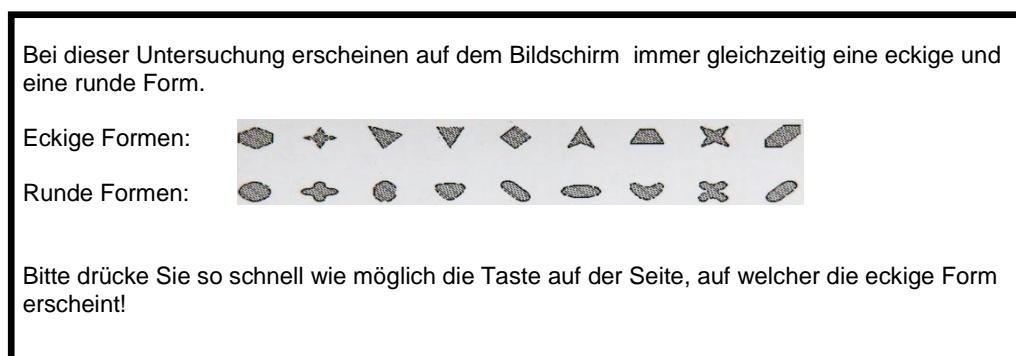 Bei dieser Untersuchung erscheinen auf dem Bildschirm immer gleichzeitig eine eckige und
eine runde Form.
Eckige Formen:
Runde Formen:
Bitte drücke Sie so schnell wie möglich die Taste auf der Seite, auf welcher die eckige Form
erscheint!